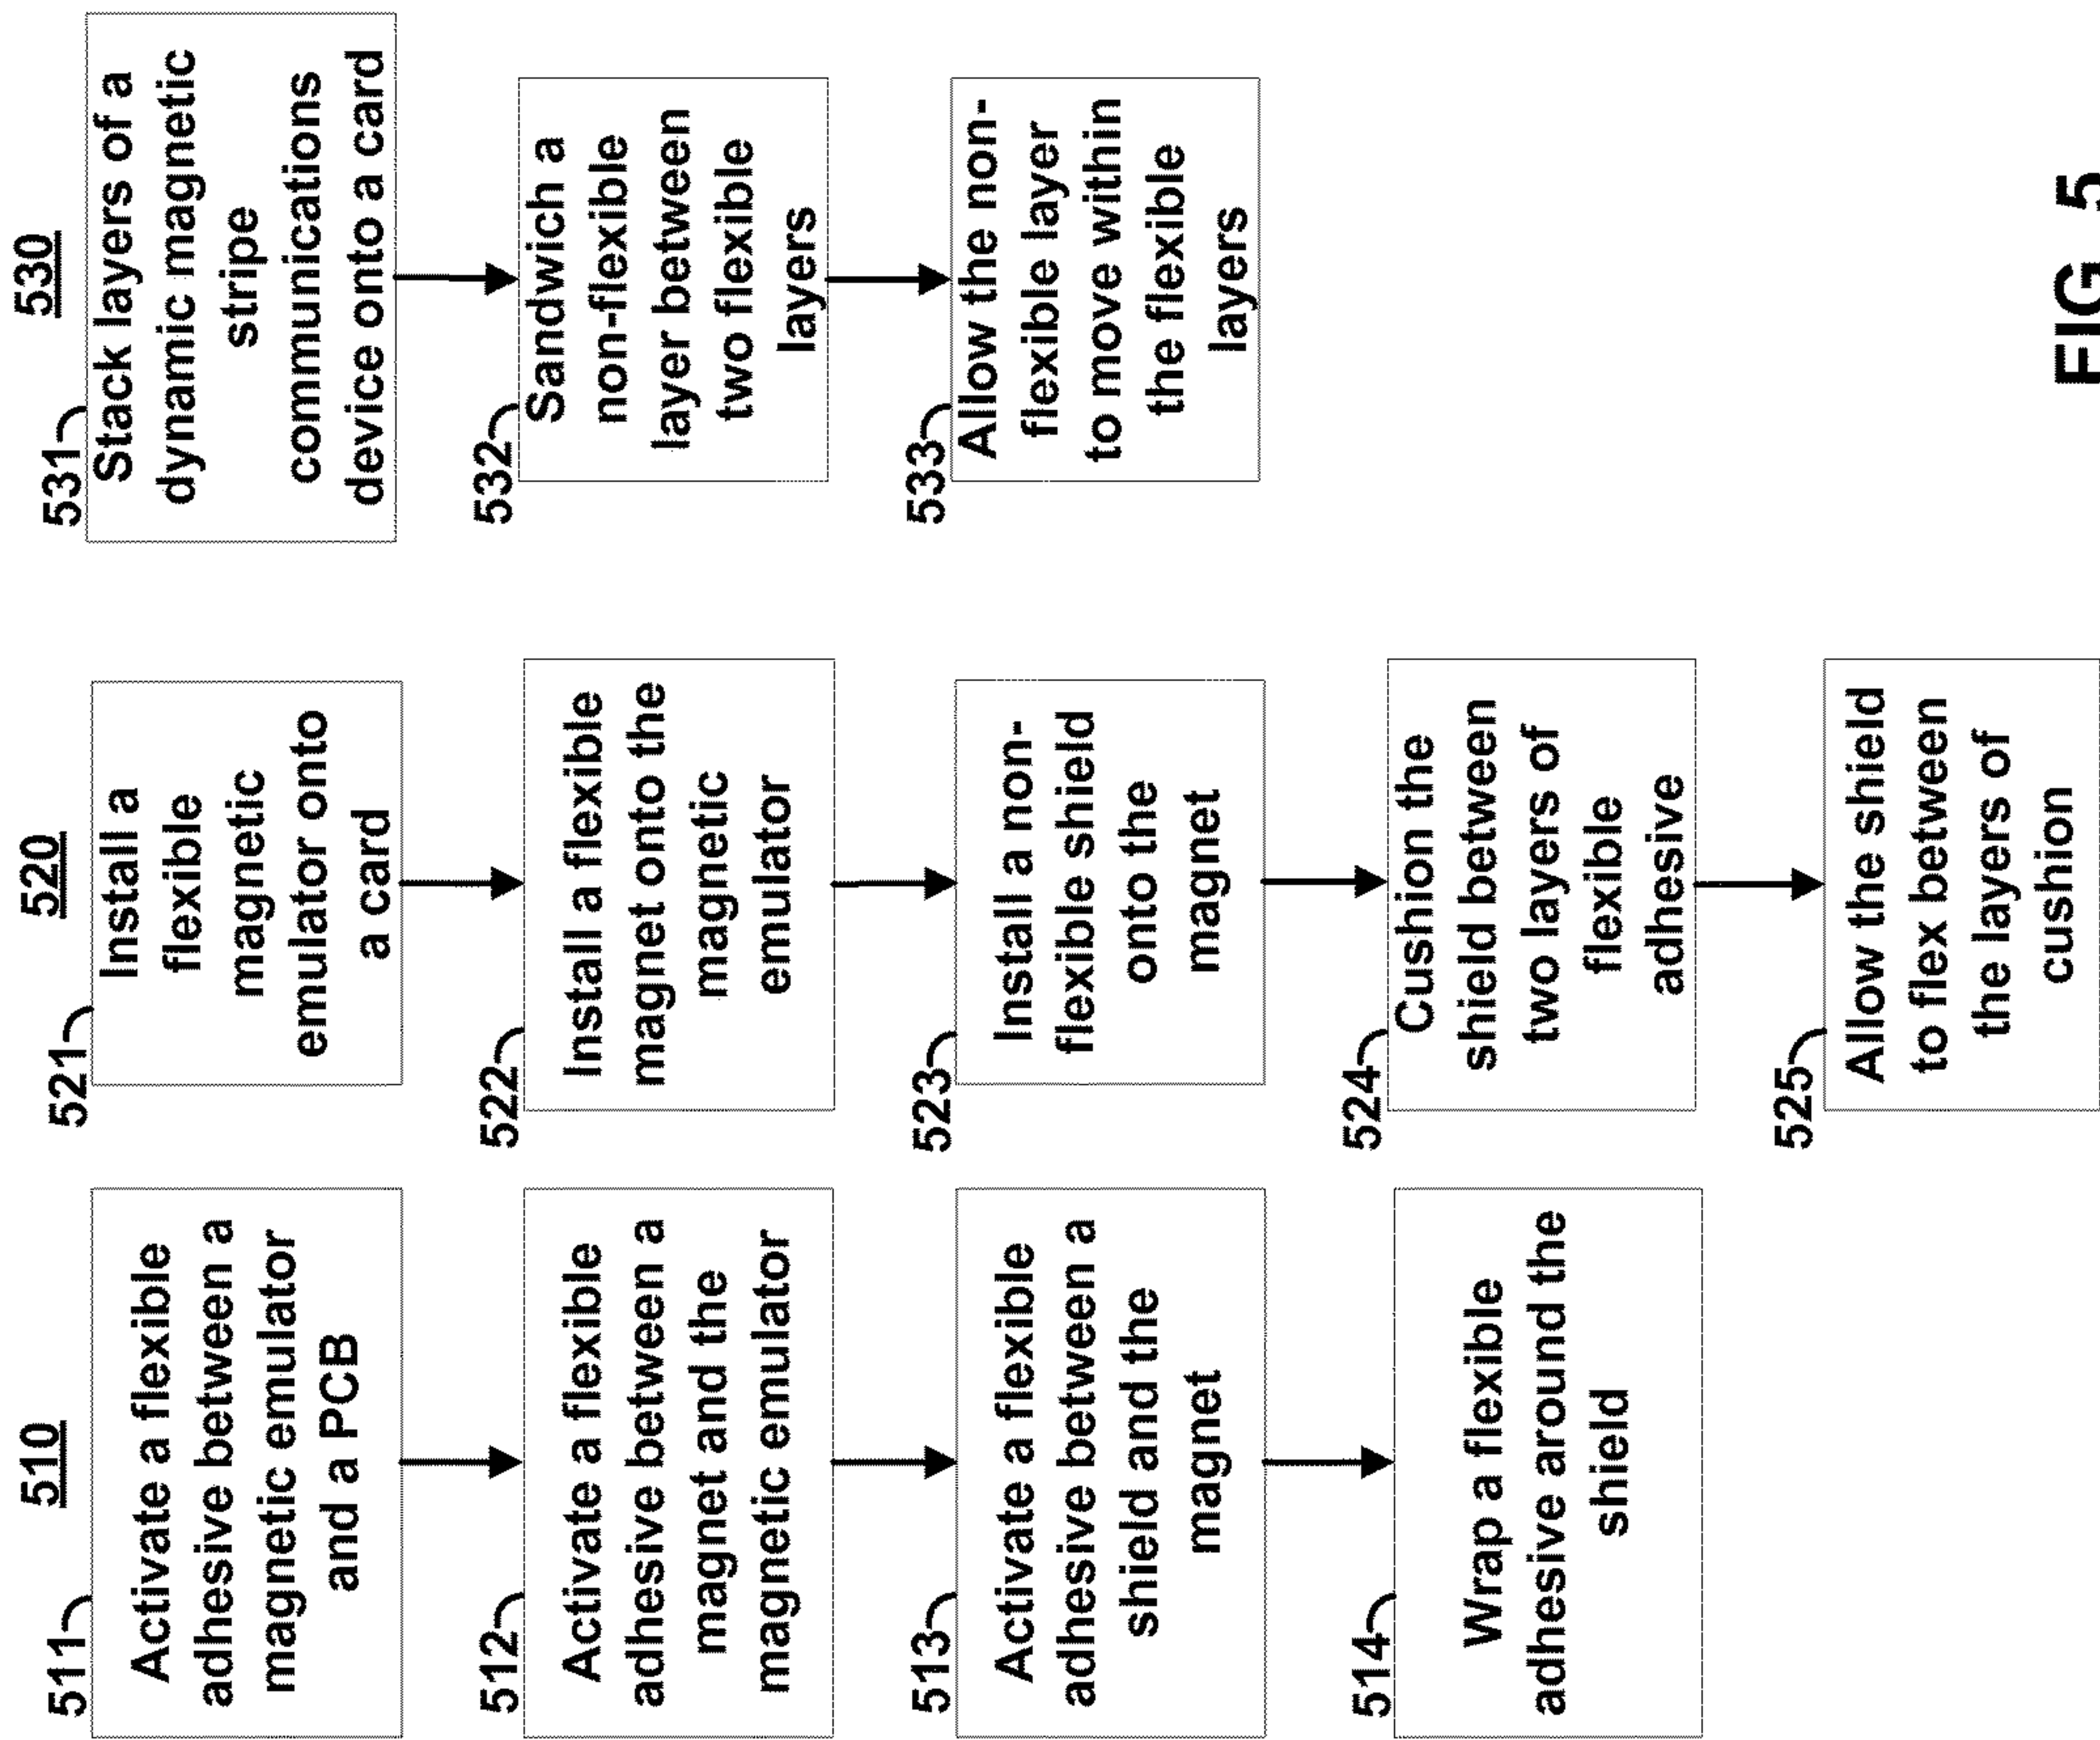 510
511
Activate a flexible
adhesive between a
magnetic emulator
and a PCB
512
Activate a flexible
adhesive between a
magnet and the
magnetic emulator
513
Activate a flexible
adhesive between a
shield and the
magnet
514
Wrap a flexible
adhesive around the
shield
520
521
Install a
flexible
magnetic
emulator onto
a card
522
Install a flexible
magnet onto the
magnetic
emulator
523
Install a non-
flexible shield
onto the
magnet
524
Cushion the
shield between
two layers of
flexible
adhesive
525
Allow the shield
to flex between
the layers of
cushion
530
531
Stack layers of a
dynamic magnetic
stripe
communications
device onto a card
532
Sandwich a
non-flexible
layer between
two flexible
layers
533
Allow the non-
flexible layer
to move within
the flexible
layers
FIG. 5